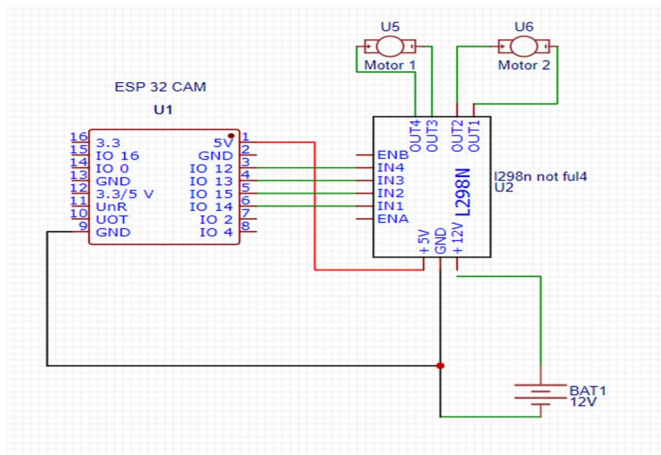 U5
Motor 1
U6
Motor 2
ESP 32 CAM
U1
16 3.3
15 IO 16
14 IO 0
13 GND
12 3.3/5 V
11 UnR
10 UOT
9 GND
5V 1
GND 2
IO 12 3
IO 13 4
IO 15 5
IO 14 6
IO 2 7
IO 4 8
OUT4
OUT3
OUT2
OUT1
ENB
IN4
IN3
IN2
IN1
ENA
L298N
+5V
GND
+12V
l298n not ful4
U2
BAT1
12V